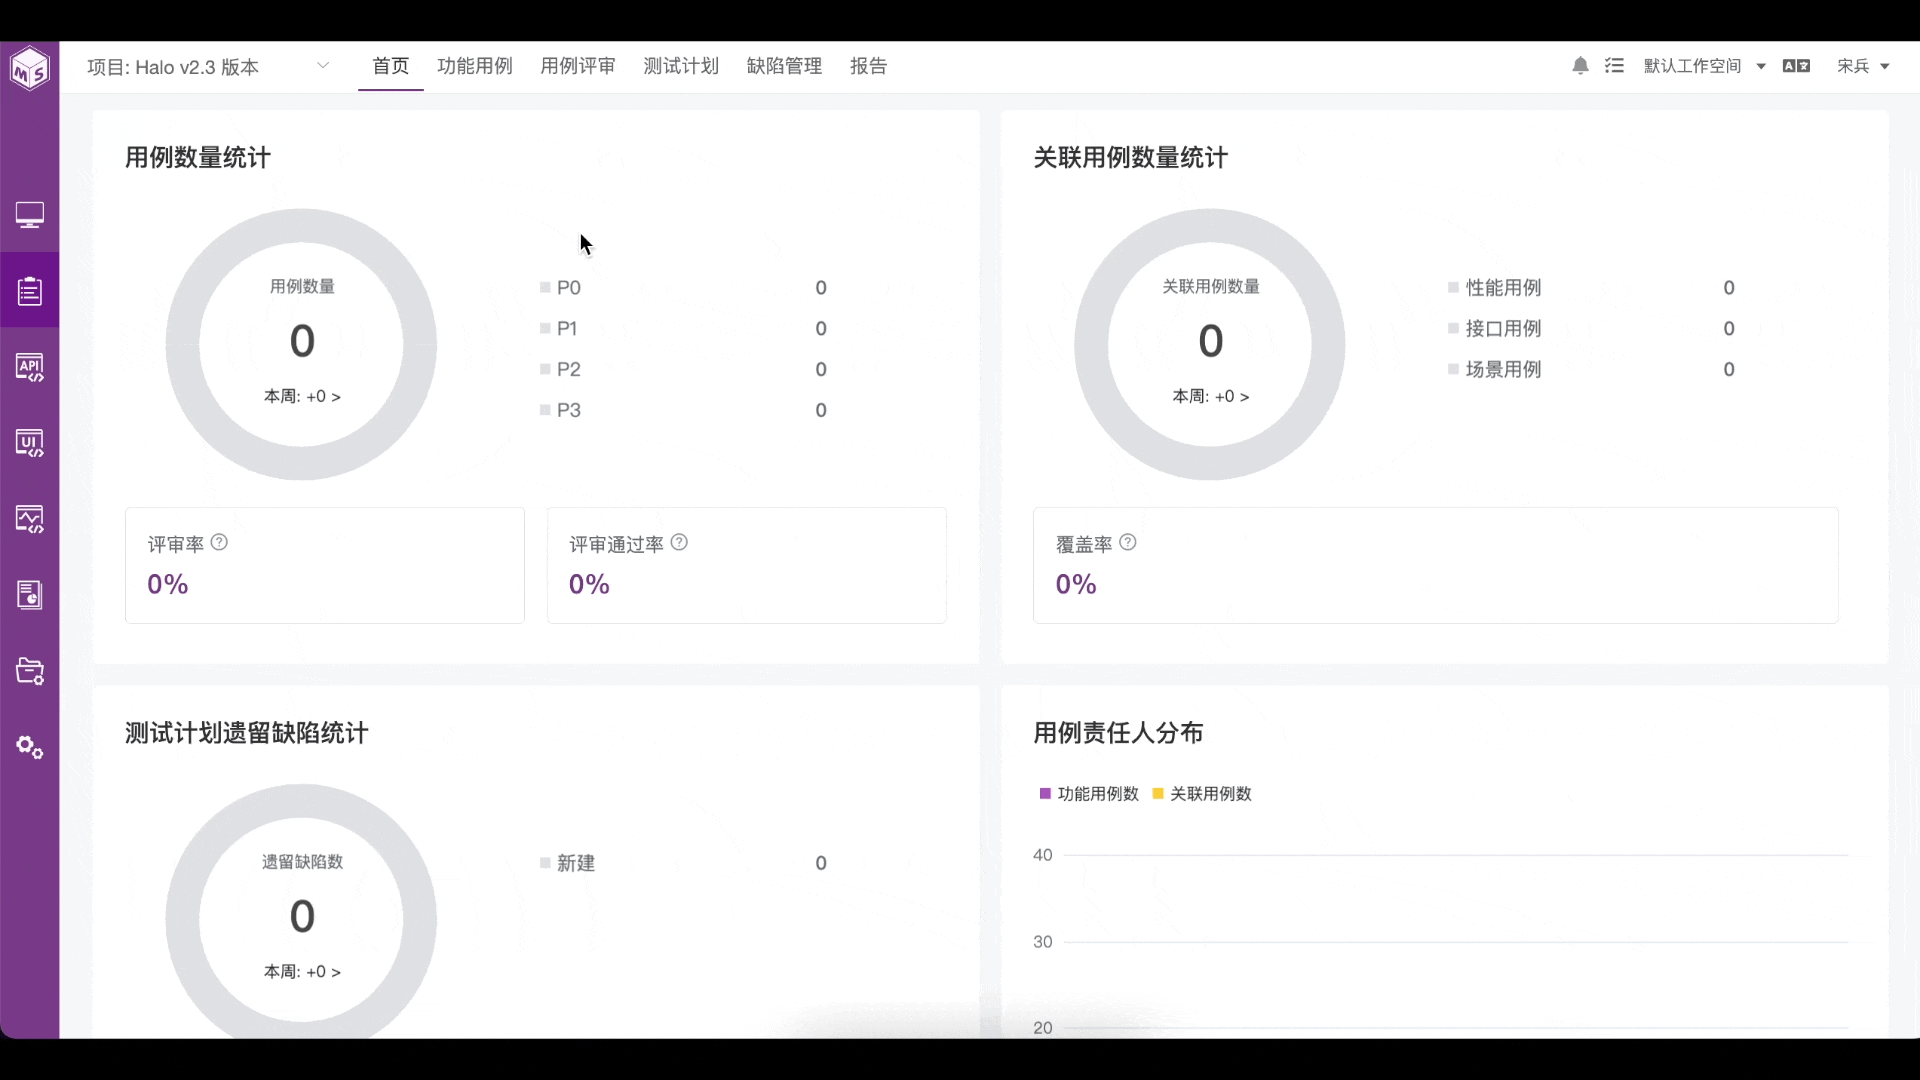 MS
项目: Halo v2.3 版本
首页
功能用例
用例评审
测试计划
缺陷管理
报告
默认工作空间
宋兵
API
UI
用例数量统计
用例数量
0
本周: +0 >
P0 0
P1 0
P2 0
P3 0
评审率
0%
评审通过率
0%
关联用例数量统计
关联用例数量
0
本周: +0 >
性能用例 0
接口用例 0
场景用例 0
覆盖率
0%
测试计划遗留缺陷统计
遗留缺陷数
0
本周: +0 >
新建 0
用例责任人分布
功能用例数 关联用例数
40
30
20